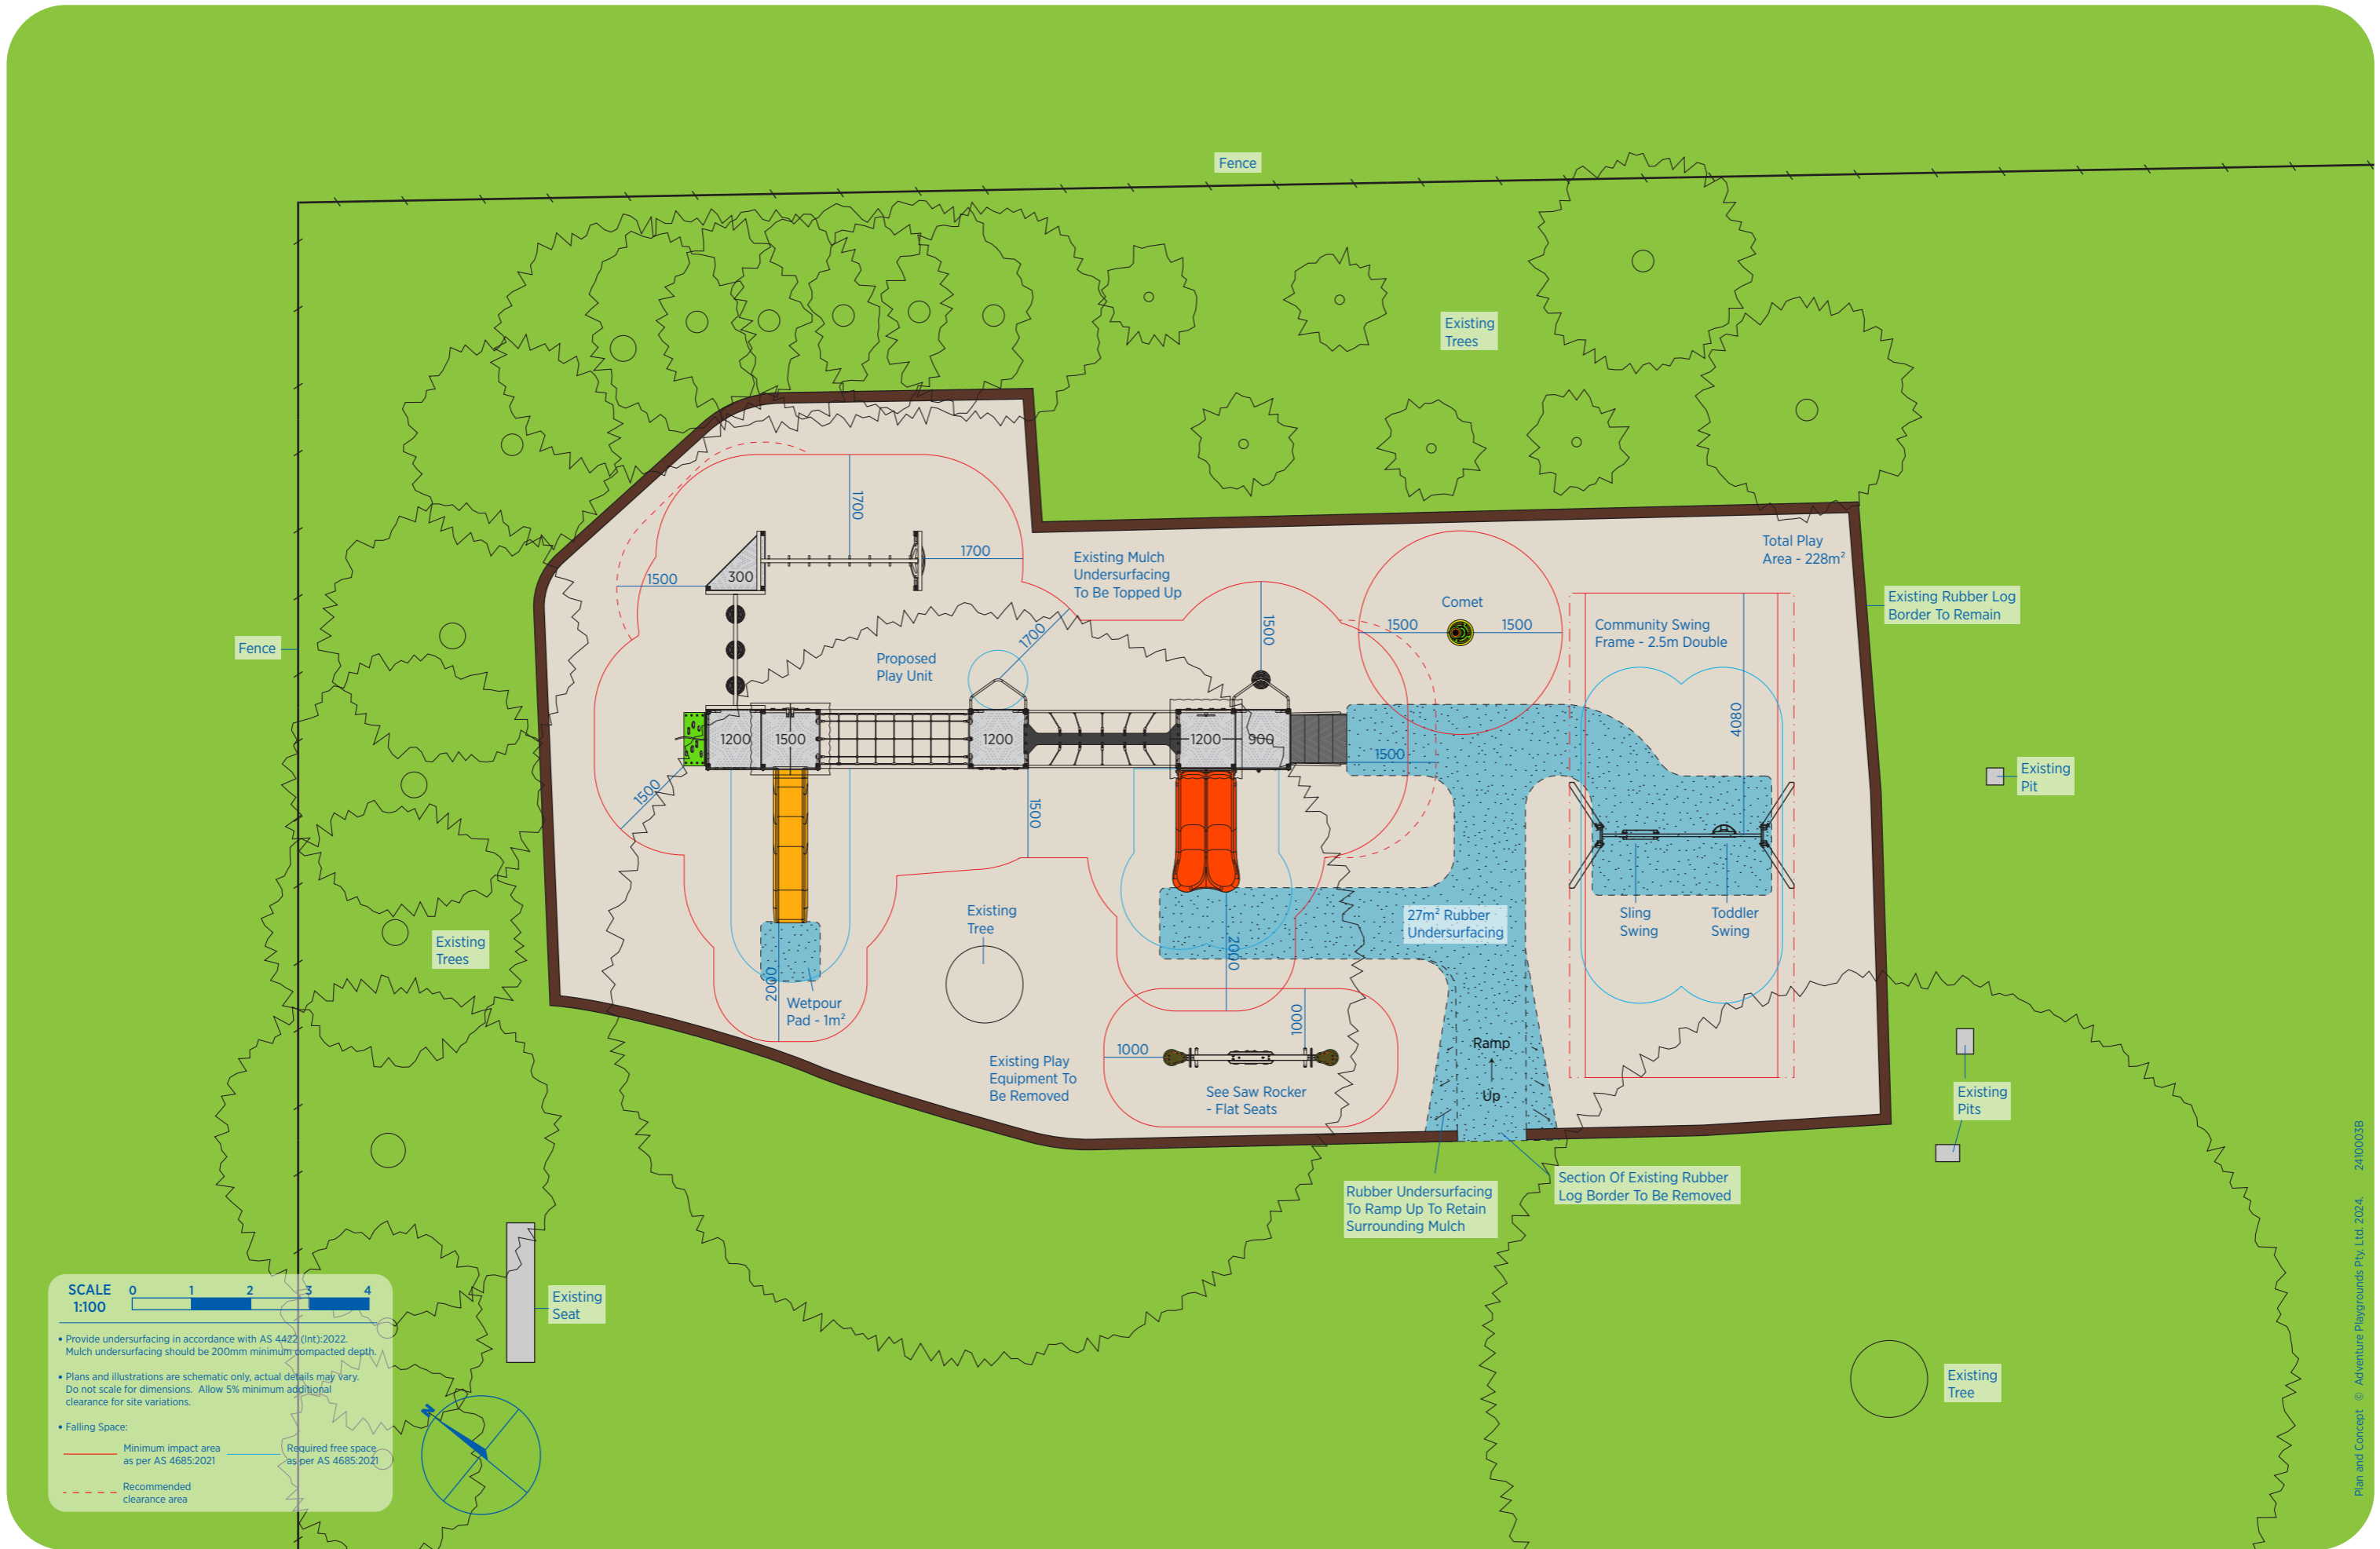 Fence
Existing
Trees
Total Play
Area - 228m²
1700
1700
1500
300
Existing Mulch
Undersurfacing
To Be Topped Up
Comet
1500
1500
1500
Community Swing
Frame - 2.5m Double
Existing Rubber Log
Border To Remain
Fence
Proposed
Play Unit
1700
4080
1200
1500
1200
1200
900
1500
1500
1500
Existing
Pit
Existing
Trees
Existing
Tree
27m² Rubber
Undersurfacing
Sling
Swing
Toddler
Swing
2000
2000
Wetpour
Pad - 1m²
1000
1000
Existing Play
Equipment To
Be Removed
See Saw Rocker
- Flat Seats
Ramp
Up
Existing
Pits
Rubber Undersurfacing
To Ramp Up To Retain
Surrounding Mulch
Section Of Existing Rubber
Log Border To Be Removed
Existing
Seat
Existing
Tree
SCALE
1:100
0 1 2 3 4
• Provide undersurfacing in accordance with AS 4422 (Int):2022.
Mulch undersurfacing should be 200mm minimum compacted depth.
• Plans and illustrations are schematic only, actual details may vary.
Do not scale for dimensions. Allow 5% minimum additional
clearance for site variations.
• Falling Space:
Minimum impact area
as per AS 4685:2021
Required free space
as per AS 4685:2021
Recommended
clearance area
N
Plan and Concept © Adventure Playgrounds Pty. Ltd. 2024. 2410003B